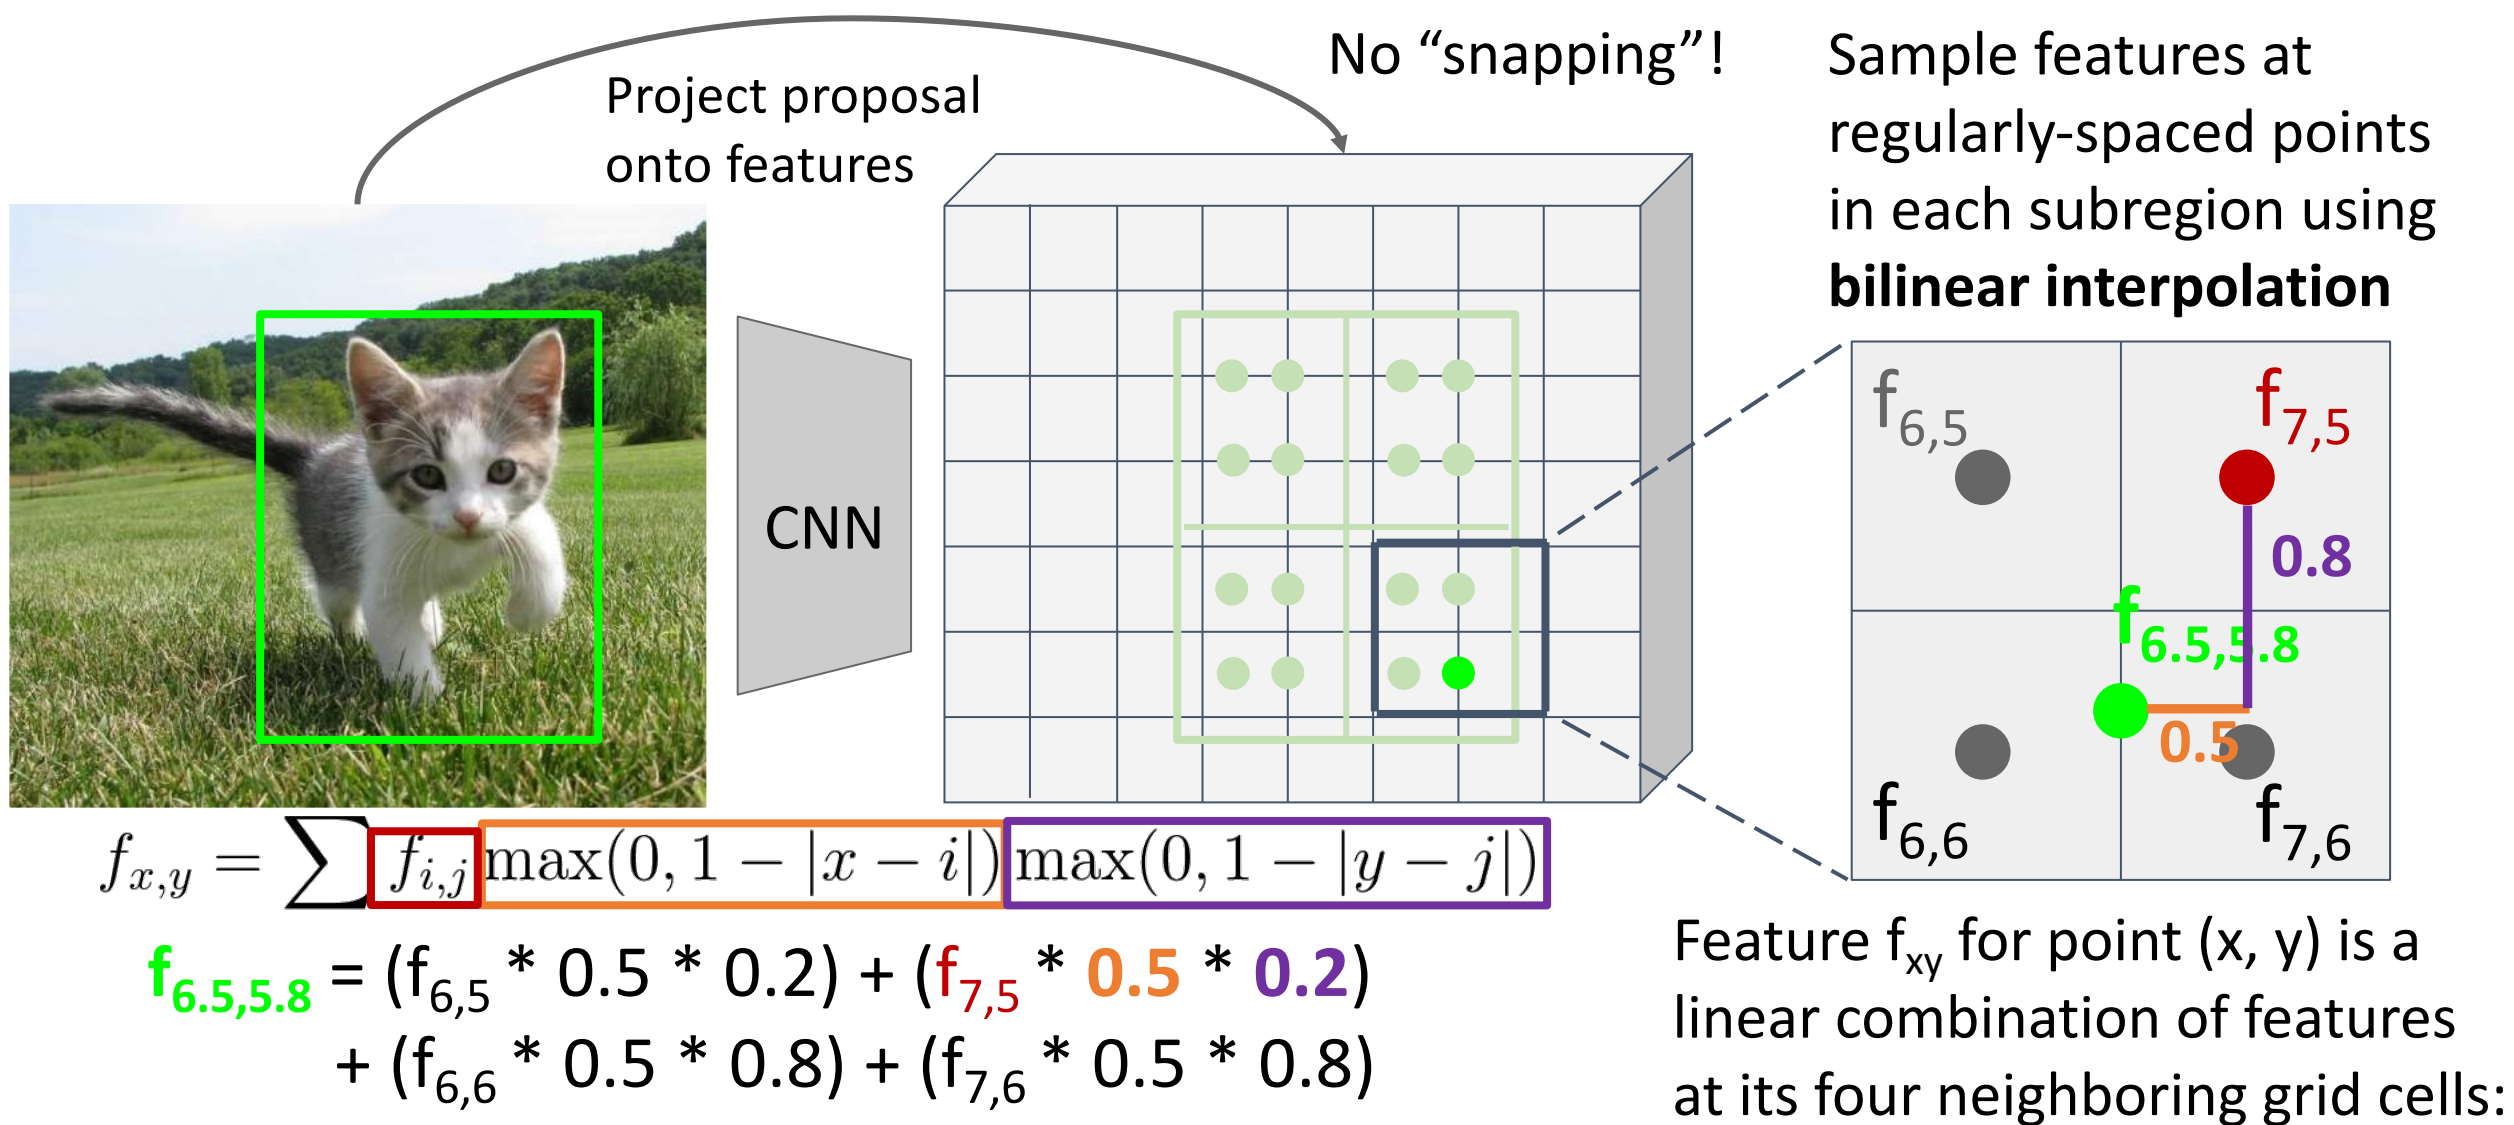 Project proposal
onto features
No “snapping”!
Sample features at
regularly-spaced points
in each subregion using
bilinear interpolation
CNN
f6,5
f7,5
0.8
f6.5,5.8
0.5
f6,6
f7,6
fx,y = ∑ fi,j max(0, 1 − |x − i|) max(0, 1 − |y − j|)
f6.5,5.8 = (f6,5 * 0.5 * 0.2) + (f7,5 * 0.5 * 0.2)
+ (f6,6 * 0.5 * 0.8) + (f7,6 * 0.5 * 0.8)
Feature fxy for point (x, y) is a
linear combination of features
at its four neighboring grid cells: